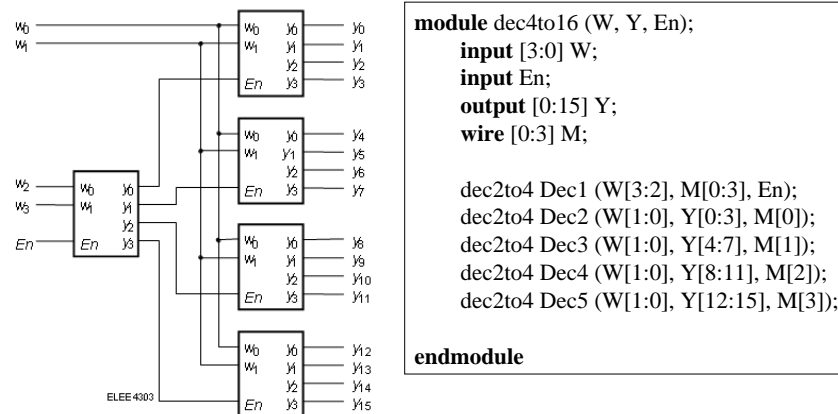 w0 w0 y0 y0
w1 w1 y1 y1
y2 y2
En y3 y3
w0 y0 y4
w1 y1 y5
y2 y6
En y3 y7
w2 w0 y0
w3 w1 y1
y2
En En y3
w0 y0 y8
w1 y1 y9
y2 y10
En y3 y11
w0 y0 y12
w1 y1 y13
y2 y14
En y3 y15
ELEE 4303
module dec4to16 (W, Y, En);
input [3:0] W;
input En;
output [0:15] Y;
wire [0:3] M;
dec2to4 Dec1 (W[3:2], M[0:3], En);
dec2to4 Dec2 (W[1:0], Y[0:3], M[0]);
dec2to4 Dec3 (W[1:0], Y[4:7], M[1]);
dec2to4 Dec4 (W[1:0], Y[8:11], M[2]);
dec2to4 Dec5 (W[1:0], Y[12:15], M[3]);
endmodule